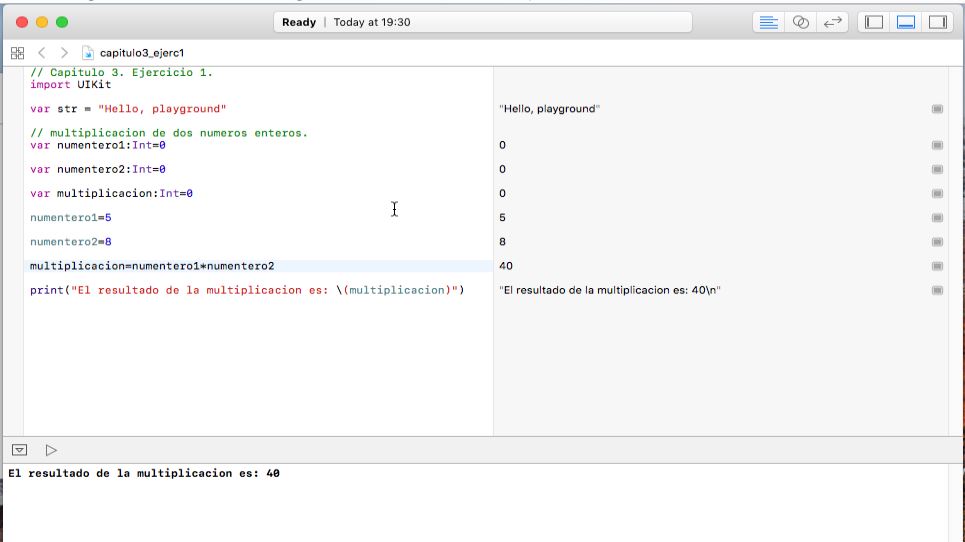 Ready | Today at 19:30
capitulo3_ejerc1
// Capitulo 3. Ejercicio 1.
import UIKit
var str = "Hello, playground"
"Hello, playground"
// multiplicacion de dos numeros enteros.
var numentero1:Int=0
0
var numentero2:Int=0
0
var multiplicacion:Int=0
0
numentero1=5
5
numentero2=8
8
multiplicacion=numentero1*numentero2
40
print("El resultado de la multiplicacion es: \(multiplicacion)")
"El resultado de la multiplicacion es: 40\n"
El resultado de la multiplicacion es: 40